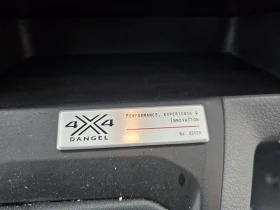 4X4
DANGEL
PERFORMANCE, EXPERIENCE &
Innovation
No.